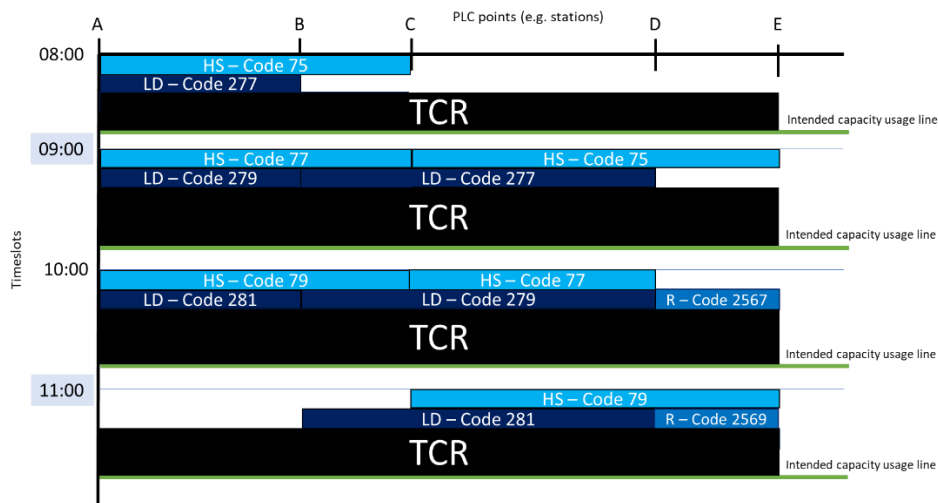 PLC points (e.g. stations)
A B C D E
08:00
HS – Code 75
LD – Code 277
TCR
Intended capacity usage line
09:00
HS – Code 77 HS – Code 75
LD – Code 279 LD – Code 277
TCR
Intended capacity usage line
Timeslots
10:00
HS – Code 79 HS – Code 77
LD – Code 281 LD – Code 279 R – Code 2567
TCR
Intended capacity usage line
11:00
HS – Code 79
LD – Code 281 R – Code 2569
TCR
Intended capacity usage line